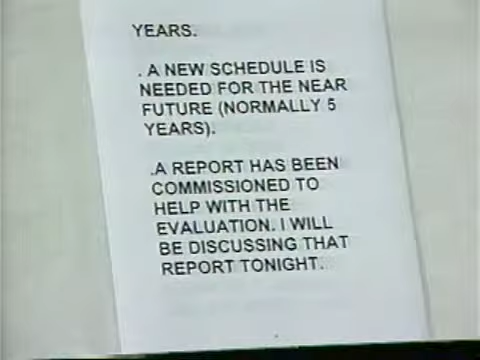 YEARS.
. A NEW SCHEDULE IS
NEEDED FOR THE NEAR
FUTURE (NORMALLY 5
YEARS).
.A REPORT HAS BEEN
COMMISSIONED TO
HELP WITH THE
EVALUATION. I WILL
BE DISCUSSING THAT
REPORT TONIGHT.